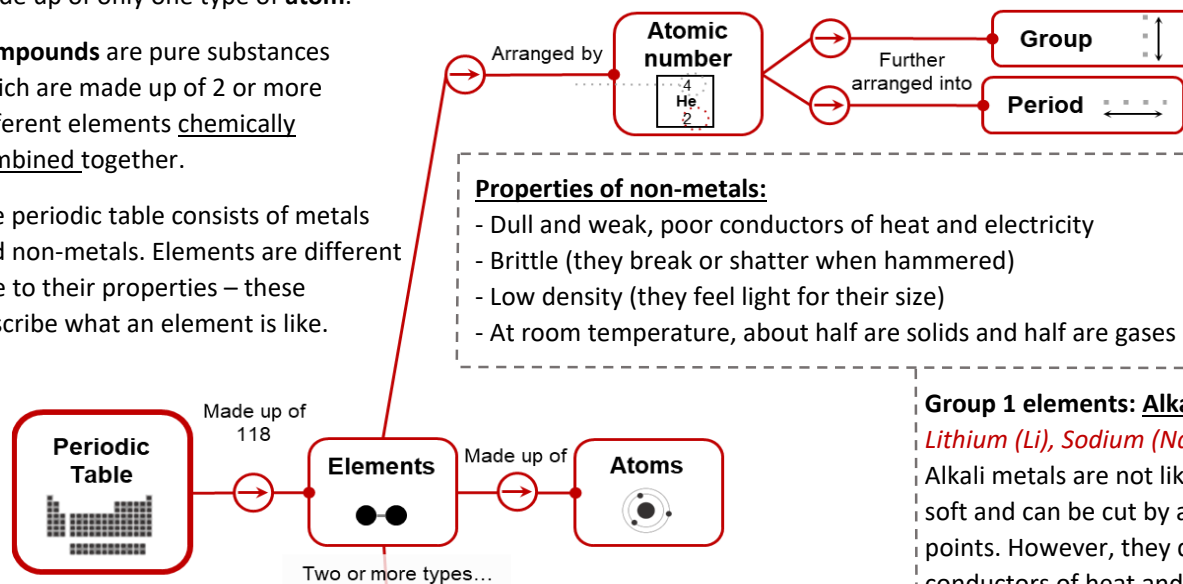 made up of only one type of atom.
Compounds are pure substances
which are made up of 2 or more
different elements chemically
combined together.
periodic table consists of metals
non-metals. Elements are different
to their properties – these
describe what an element is like.
Arranged by
Atomic
number
4
He
2
Further
arranged into
Group
Period
Properties of non-metals:
- Dull and weak, poor conductors of heat and electricity
- Brittle (they break or shatter when hammered)
- Low density (they feel light for their size)
- At room temperature, about half are solids and half are gases
Periodic
Table
Made up of
118
Elements
Made up of
Atoms
Two or more types...
Group 1 elements:
Lithium (Li), Sodium
Alkali metals are not
soft and can be cut by
points. However, they
conductors of heat and